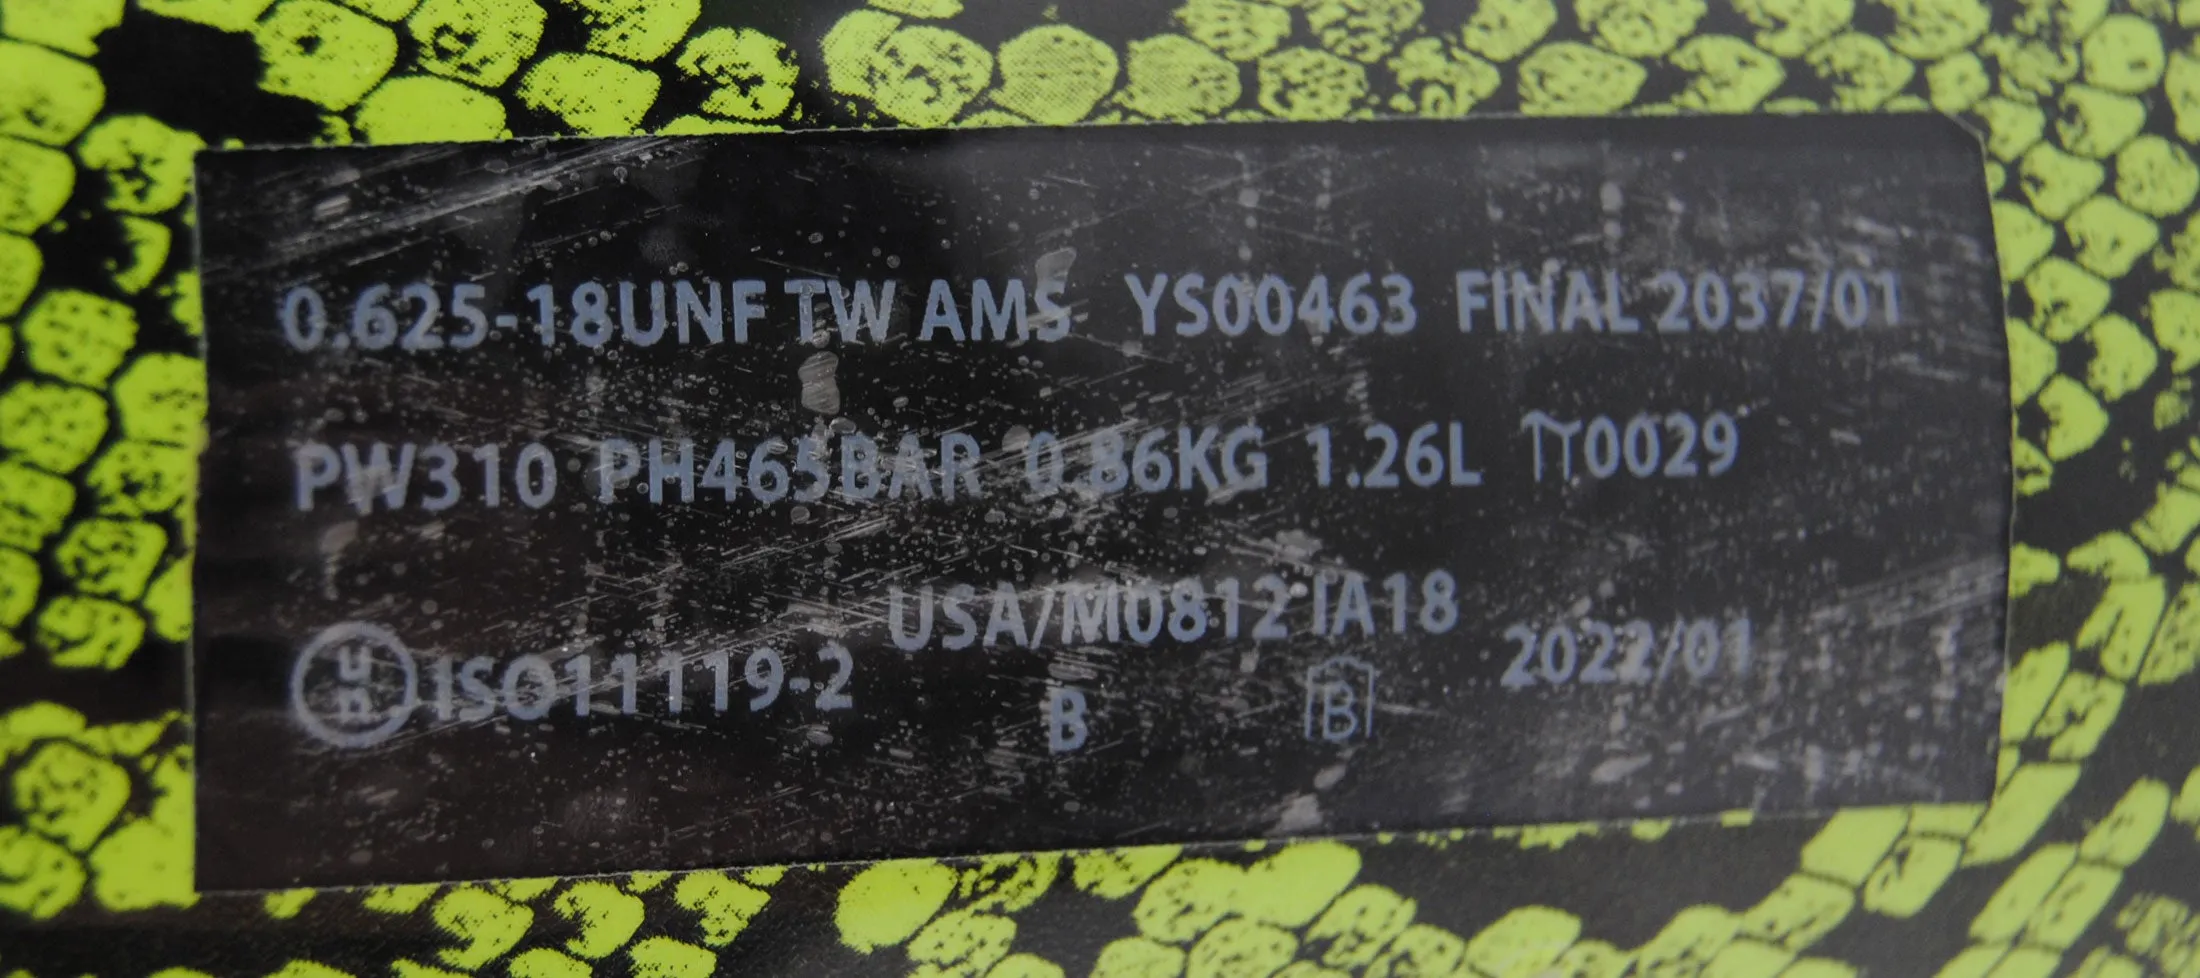 0.625-18UNF TW AMS YS00463 FINAL 2037/01
PW310 PH465BAR 0.86KG 1.26L π0029
un ISO11119-2 USA/M0812 IA18 2022/01
B B